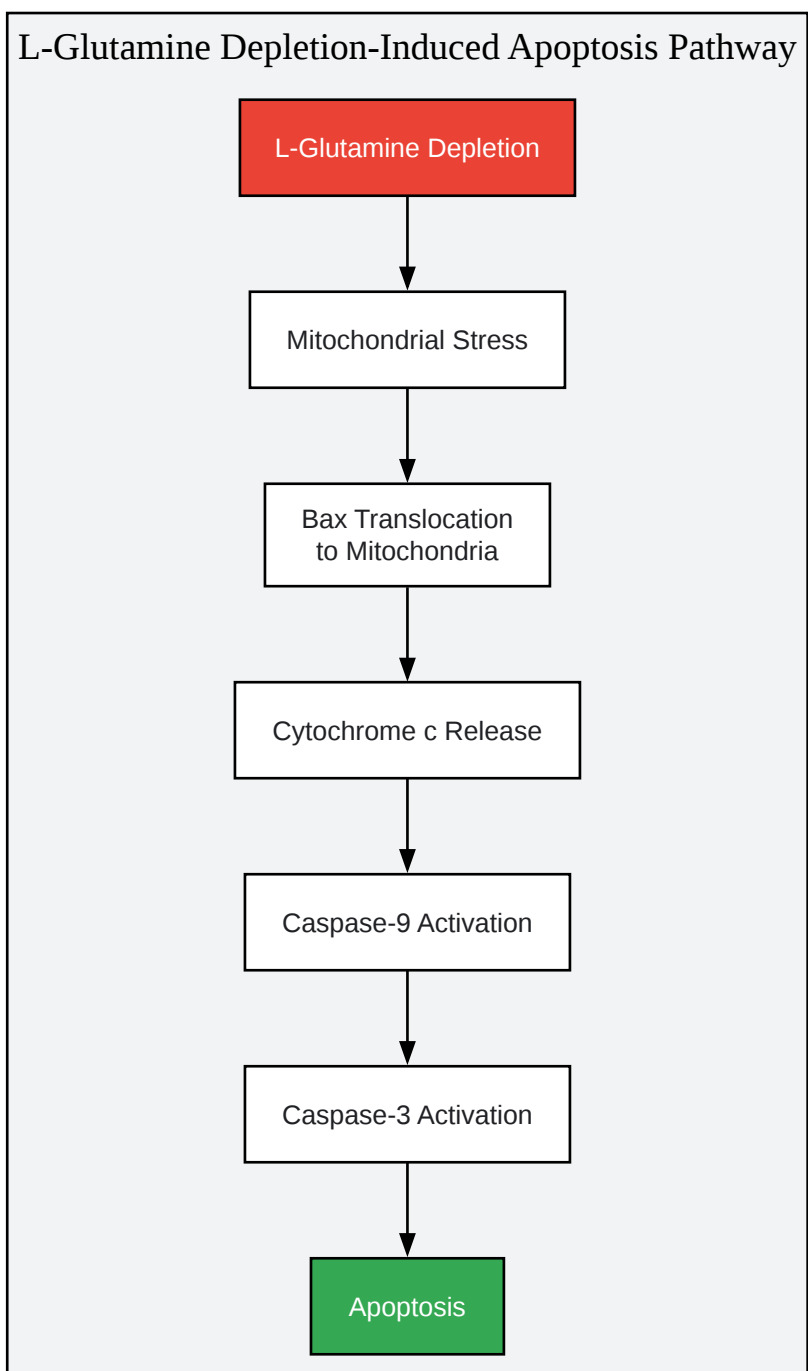 L-Glutamine Depletion-Induced Apoptosis Pathway
L-Glutamine Depletion
Mitochondrial Stress
Bax Translocation
to Mitochondria
Cytochrome c Release
Caspase-9 Activation
Caspase-3 Activation
Apoptosis